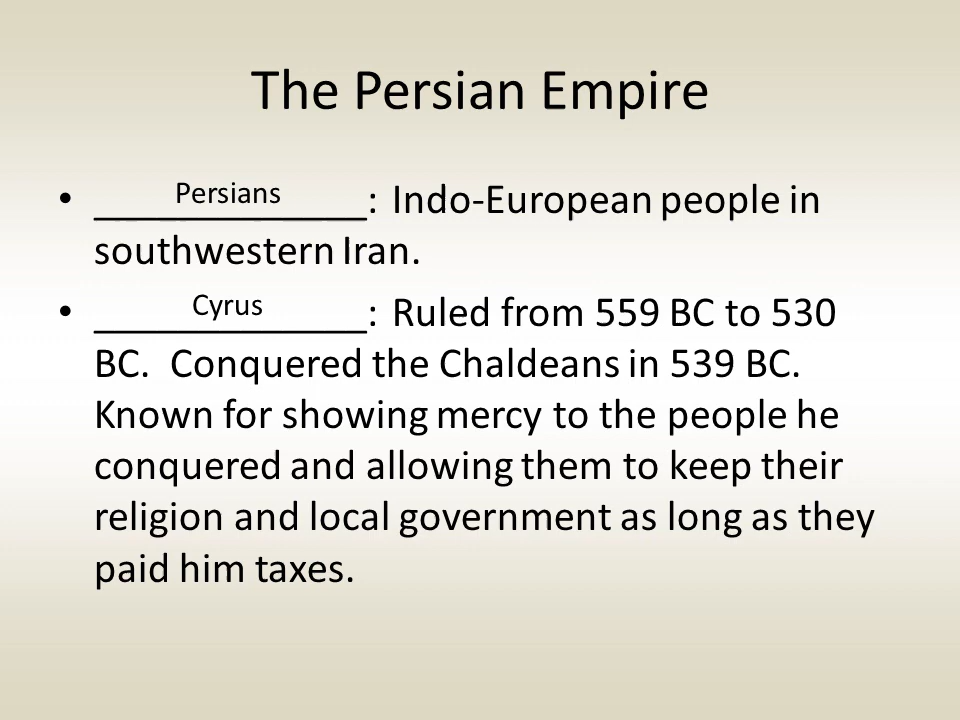 The Persian Empire
• _____________: Indo-European people in
Persians
southwestern Iran.
• _____________: Ruled from 559 BC to 530
Cyrus
BC. Conquered the Chaldeans in 539 BC.
Known for showing mercy to the people he
conquered and allowing them to keep their
religion and local government as long as they
paid him taxes.